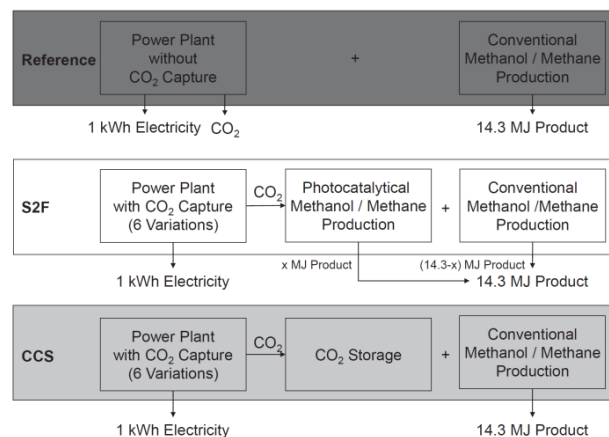 Reference
Power Plant
without
CO₂ Capture
+
Conventional
Methanol / Methane
Production
1 kWh Electricity
CO₂
14.3 MJ Product
S2F
Power Plant
with CO₂ Capture
(6 Variations)
CO₂
Photocatalytical
Methanol / Methane
Production
+
Conventional
Methanol /Methane
Production
x MJ Product
(14.3-x) MJ Product
1 kWh Electricity
14.3 MJ Product
CCS
Power Plant
with CO₂ Capture
(6 Variations)
CO₂
CO₂ Storage
+
Conventional
Methanol / Methane
Production
1 kWh Electricity
14.3 MJ Product